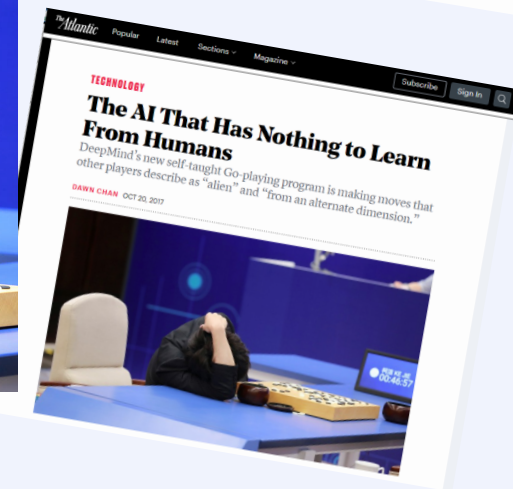 The Atlantic
Popular Latest Sections Magazine
Subscribe Sign In
TECHNOLOGY
The AI That Has Nothing to Learn
From Humans
DeepMind's new self-taught Go-playing program is making moves that
other players describe as “alien” and “from an alternate dimension.”
DAWN CHAN OCT 20, 2017
00:46:57